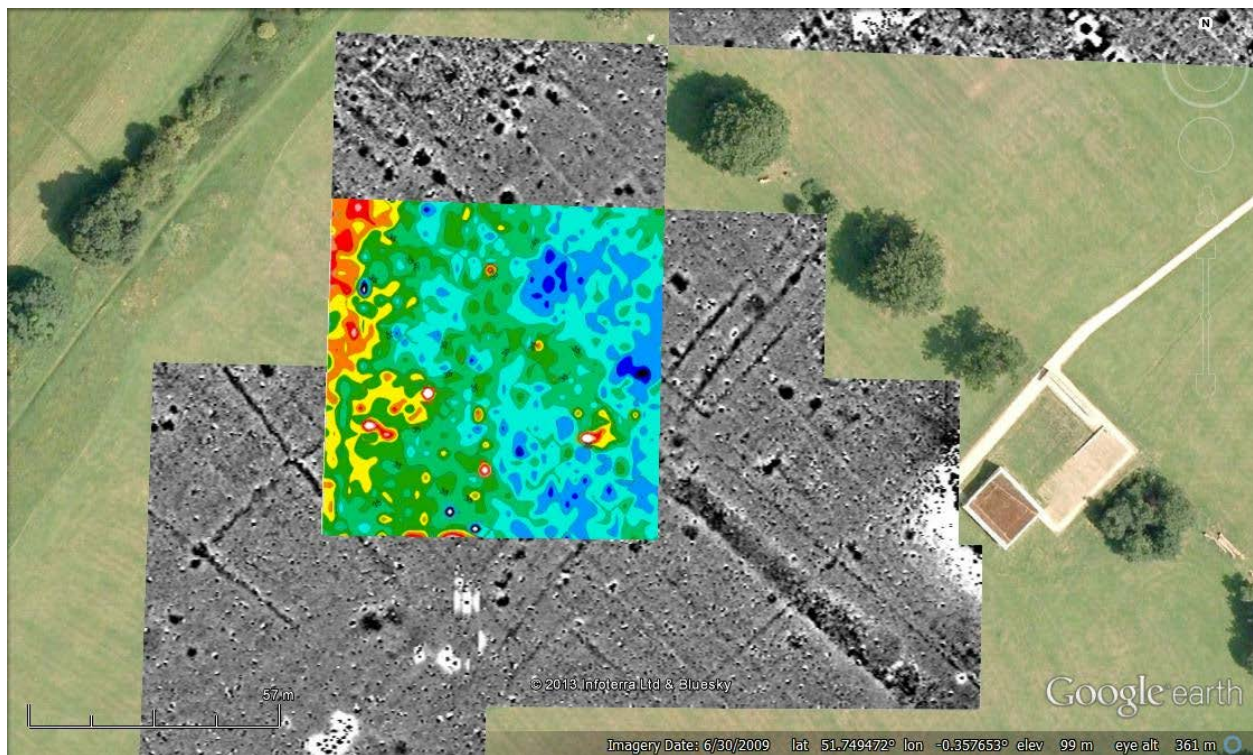 N
57 m
© 2013 Infoterra Ltd & Bluesky
Google earth
Imagery Date: 6/30/2009 lat 51.749472° lon -0.357653° elev 99 m eye alt 361 m